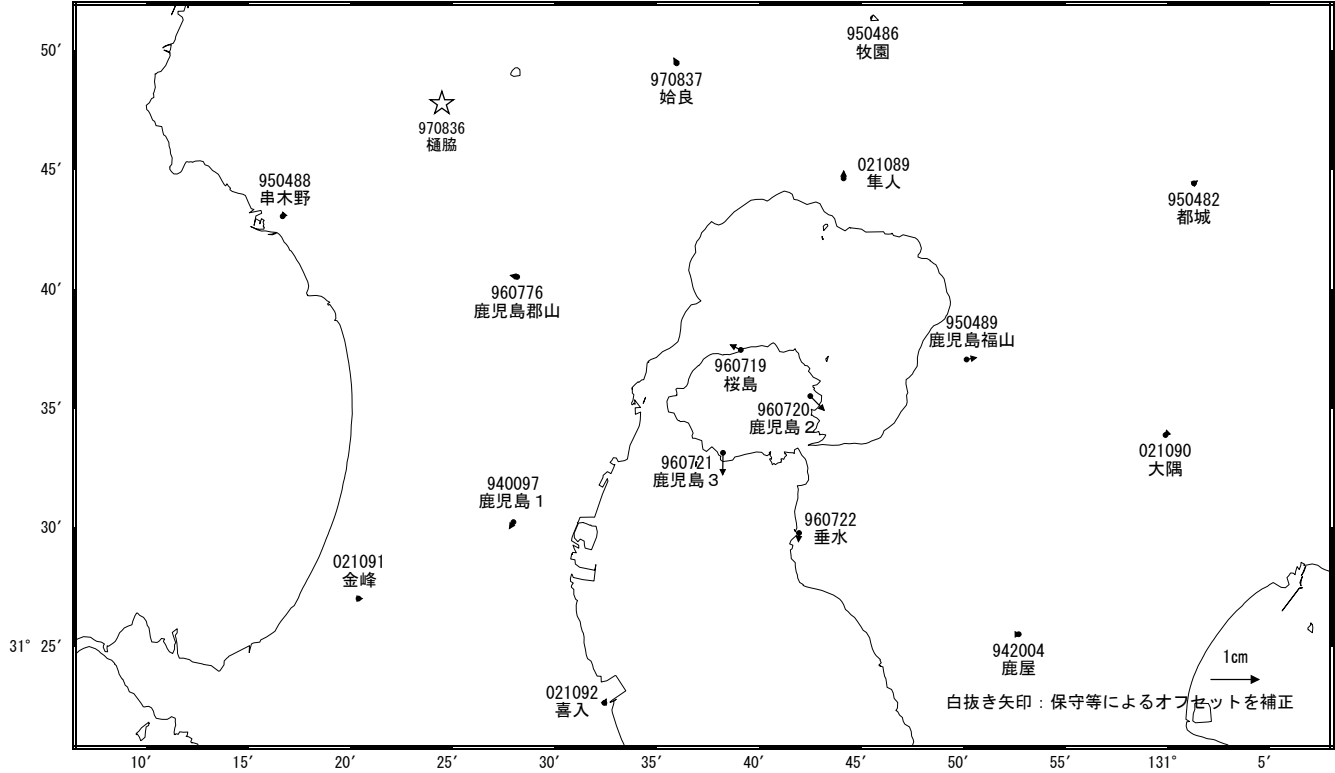 950486
牧園
50′
970837
姶良
970836
樋脇
45′
021089
隼人
950488
串木野
950482
都城
40′
960776
鹿児島郡山
950489
鹿児島福山
960719
桜島
35′
960720
鹿児島２
021090
大隅
960721
鹿児島３
940097
鹿児島１
30′
960722
垂水
021091
金峰
31° 25′
942004
鹿屋
1cm
021092
喜入
白抜き矢印：保守等によるオフセットを補正
10′ 15′ 20′ 25′ 30′ 35′ 40′ 45′ 50′ 55′ 131° 5′